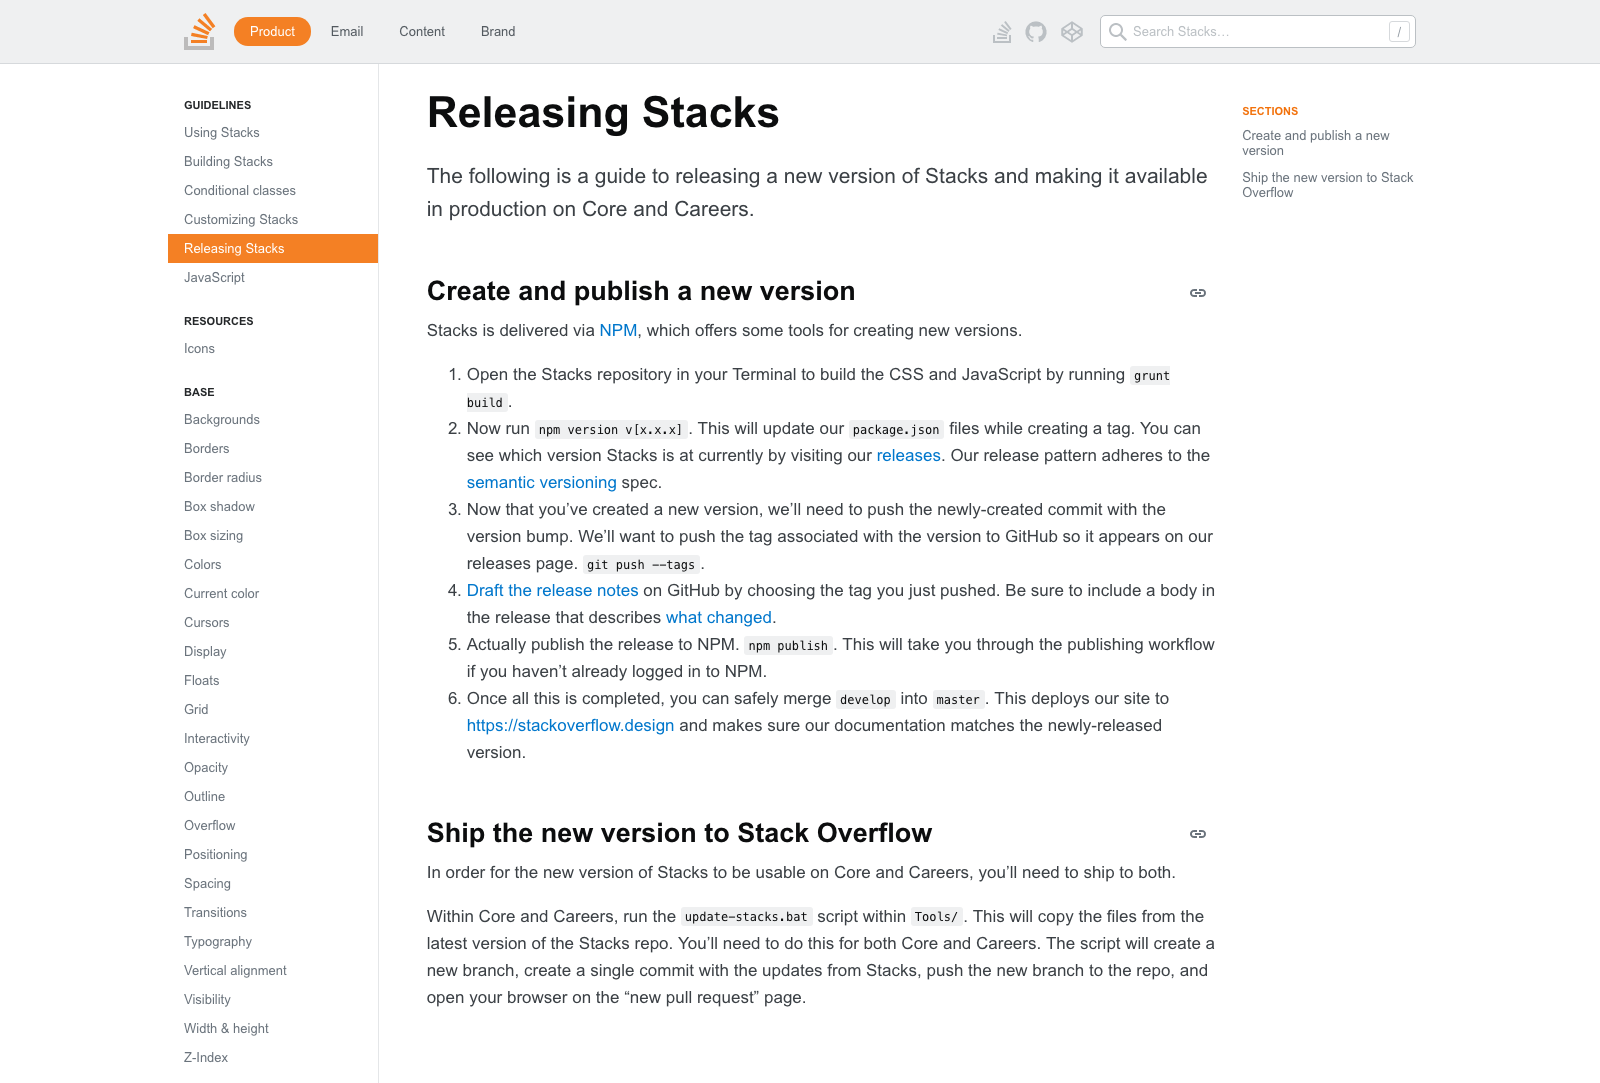 Product
Email
Content
Brand
Search Stacks…
/
GUIDELINES
Using Stacks
Building Stacks
Conditional classes
Customizing Stacks
Releasing Stacks
JavaScript
RESOURCES
Icons
BASE
Backgrounds
Borders
Border radius
Box shadow
Box sizing
Colors
Current color
Cursors
Display
Floats
Grid
Interactivity
Opacity
Outline
Overflow
Positioning
Spacing
Transitions
Typography
Vertical alignment
Visibility
Width & height
Z-Index
Releasing Stacks
The following is a guide to releasing a new version of Stacks and making it available
in production on Core and Careers.
Create and publish a new version
Stacks is delivered via NPM, which offers some tools for creating new versions.
1. Open the Stacks repository in your Terminal to build the CSS and JavaScript by running grunt
build.
2. Now run npm version v[x.x.x]. This will update our package.json files while creating a tag. You can
see which version Stacks is at currently by visiting our releases. Our release pattern adheres to the
semantic versioning spec.
3. Now that you’ve created a new version, we’ll need to push the newly-created commit with the
version bump. We’ll want to push the tag associated with the version to GitHub so it appears on our
releases page. git push --tags.
4. Draft the release notes on GitHub by choosing the tag you just pushed. Be sure to include a body in
the release that describes what changed.
5. Actually publish the release to NPM. npm publish. This will take you through the publishing workflow
if you haven’t already logged in to NPM.
6. Once all this is completed, you can safely merge develop into master. This deploys our site to
https://stackoverflow.design and makes sure our documentation matches the newly-released
version.
Ship the new version to Stack Overflow
In order for the new version of Stacks to be usable on Core and Careers, you’ll need to ship to both.
Within Core and Careers, run the update-stacks.bat script within Tools/. This will copy the files from the
latest version of the Stacks repo. You’ll need to do this for both Core and Careers. The script will create a
new branch, create a single commit with the updates from Stacks, push the new branch to the repo, and
open your browser on the “new pull request” page.
SECTIONS
Create and publish a new
version
Ship the new version to Stack
Overflow